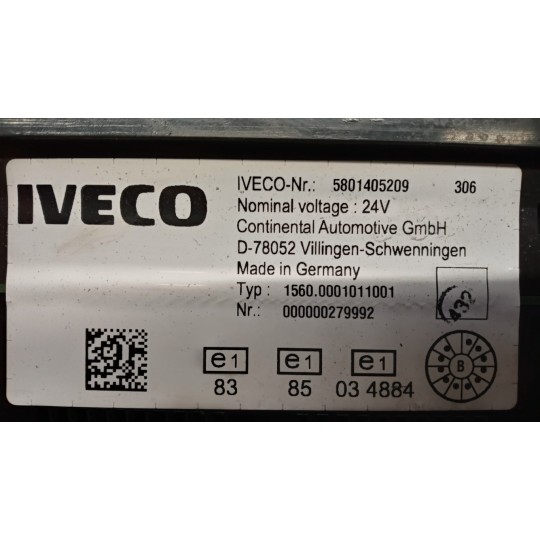 IVECO
IVECO-Nr.: 5801405209 306
Nominal voltage : 24V
Continental Automotive GmbH
D-78052 Villingen-Schwenningen
Made in Germany
Typ : 1560.0001011001
Nr.: 000000279992
432
e1 e1 e1
83 85 03 4884
B